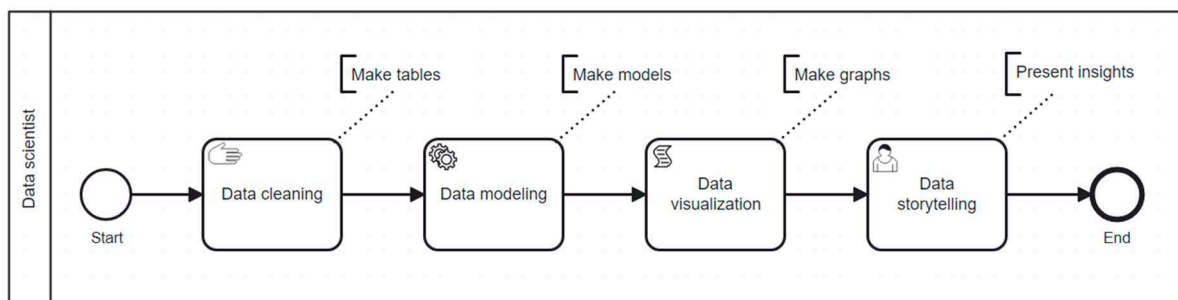 Data scientist
Make tables
Make models
Make graphs
Present insights
Start
Data cleaning
Data modeling
Data
visualization
Data
storytelling
End